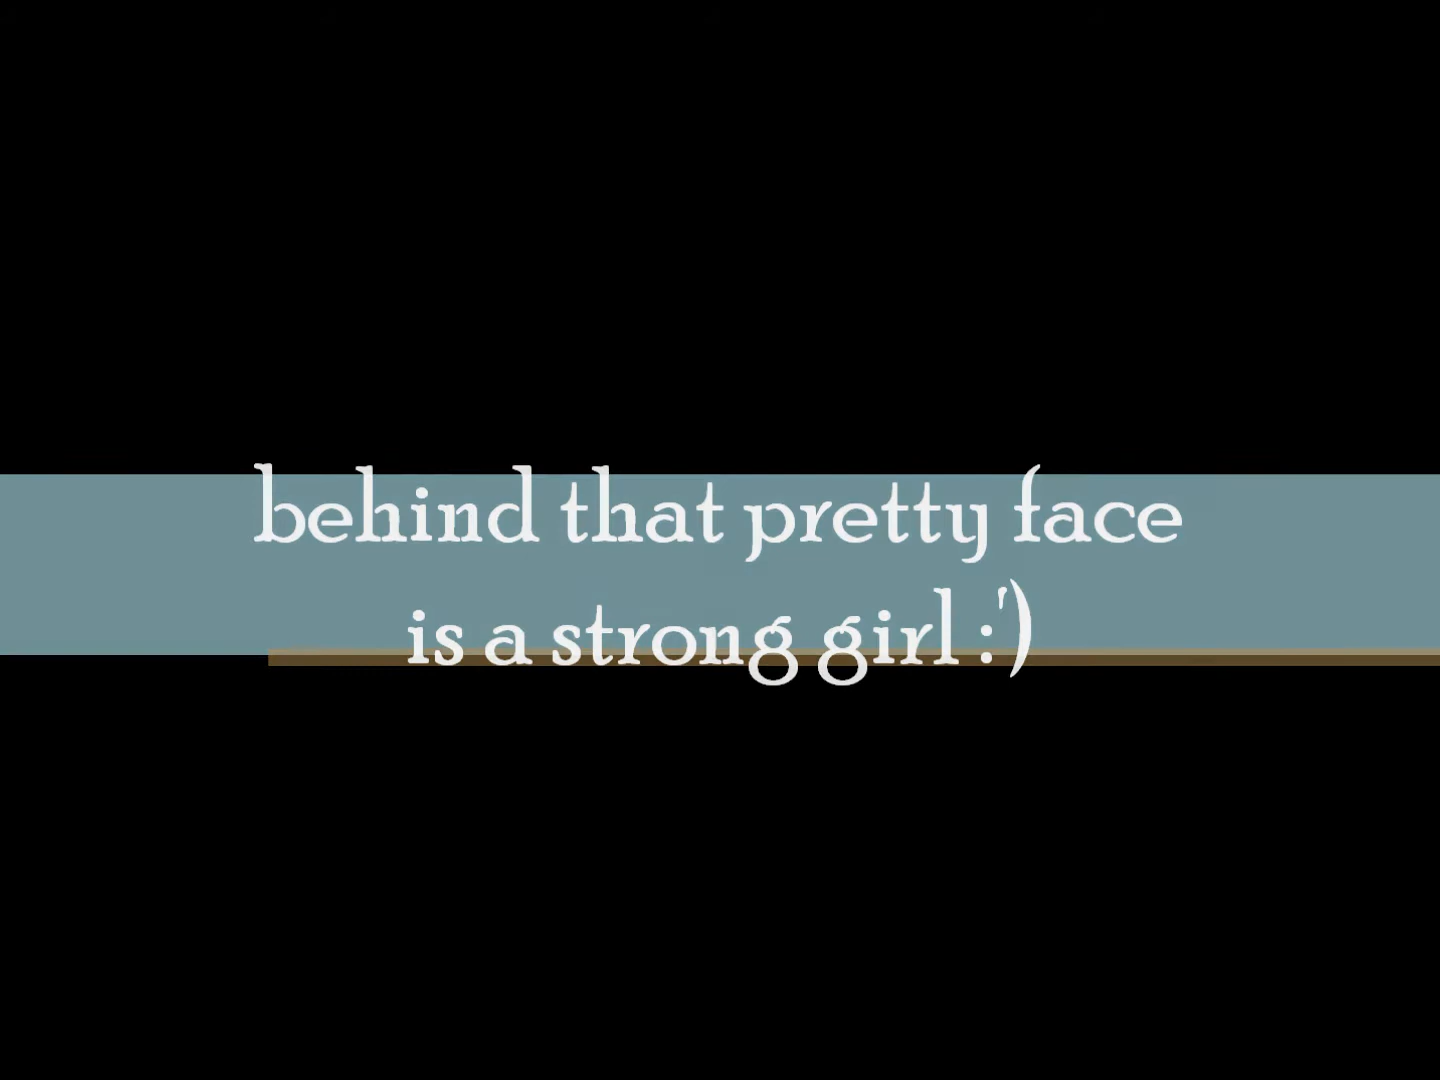 behind that pretty face
is a strong girl :')